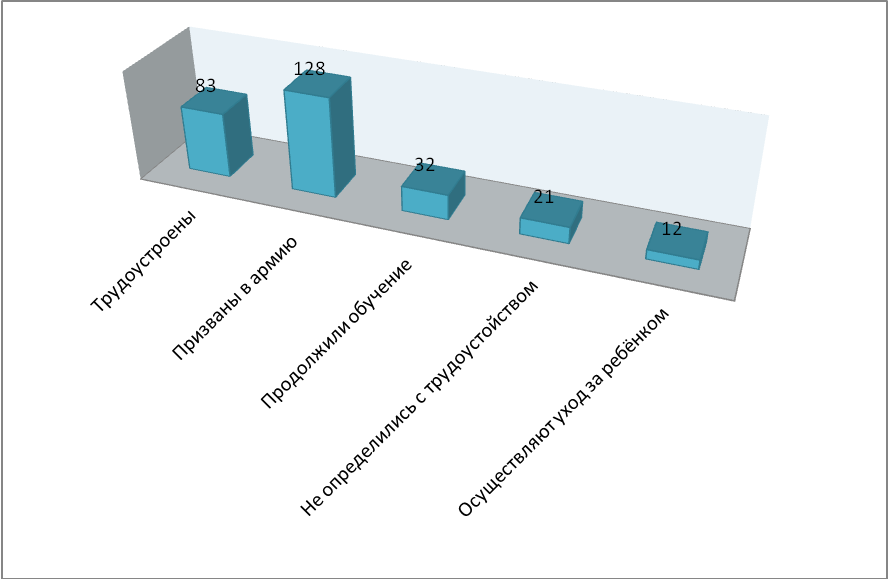 83
128
32
21
12
Трудоустроены
Призваны в армию
Продолжили обучение
Не определились с трудоустойством
Осуществляют уход за ребёнком